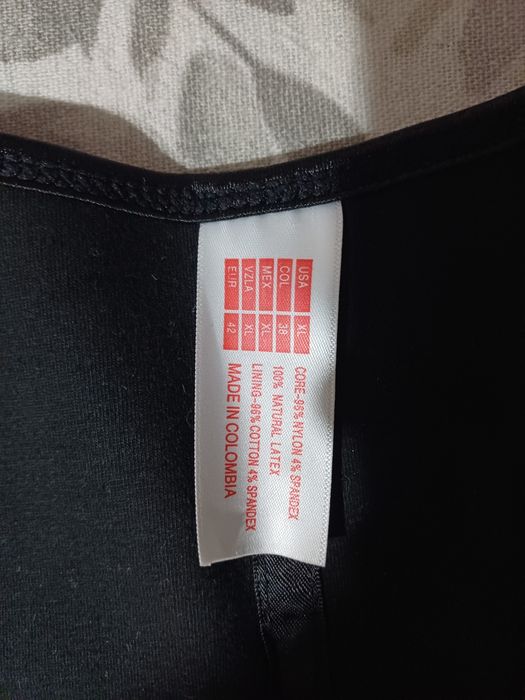 USA XL
COL 38
MEX XL
VZLA XL
EUR 42
CORE-96% NYLON 4% SPANDEX
100% NATURAL LATEX
LINING-96% COTTON 4% SPANDEX
MADE IN COLOMBIA